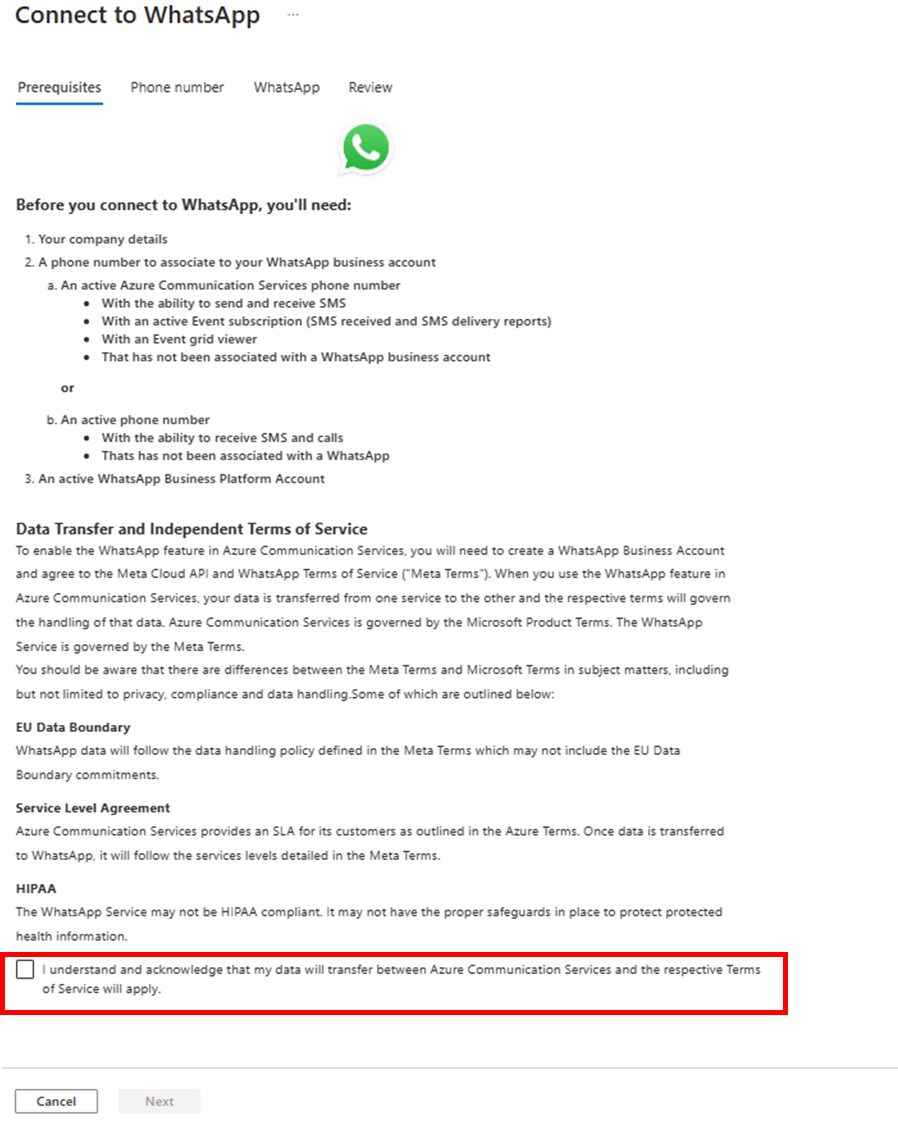 Connect to WhatsApp ...
Prerequisites Phone number WhatsApp Review
Before you connect to WhatsApp, you'll need:
1. Your company details
2. A phone number to associate to your WhatsApp business account
a. An active Azure Communication Services phone number
• With the ability to send and receive SMS
• With an active Event subscription (SMS received and SMS delivery reports)
• With an Event grid viewer
• That has not been associated with a WhatsApp business account
or
b. An active phone number
• With the ability to receive SMS and calls
• Thats has not been associated with a WhatsApp
3. An active WhatsApp Business Platform Account
Data Transfer and Independent Terms of Service
To enable the WhatsApp feature in Azure Communication Services, you will need to create a WhatsApp Business Account
and agree to the Meta Cloud API and WhatsApp Terms of Service ("Meta Terms"). When you use the WhatsApp feature in
Azure Communication Services, your data is transferred from one service to the other and the respective terms will govern
the handling of that data. Azure Communication Services is governed by the Microsoft Product Terms. The WhatsApp
Service is governed by the Meta Terms.
You should be aware that there are differences between the Meta Terms and Microsoft Terms in subject matters, including
but not limited to privacy, compliance and data handling.Some of which are outlined below:
EU Data Boundary
WhatsApp data will follow the data handling policy defined in the Meta Terms which may not include the EU Data
Boundary commitments.
Service Level Agreement
Azure Communication Services provides an SLA for its customers as outlined in the Azure Terms. Once data is transferred
to WhatsApp, it will follow the services levels detailed in the Meta Terms.
HIPAA
The WhatsApp Service may not be HIPAA compliant. It may not have the proper safeguards in place to protect protected
health information.
I understand and acknowledge that my data will transfer between Azure Communication Services and the respective Terms
of Service will apply.
Cancel Next